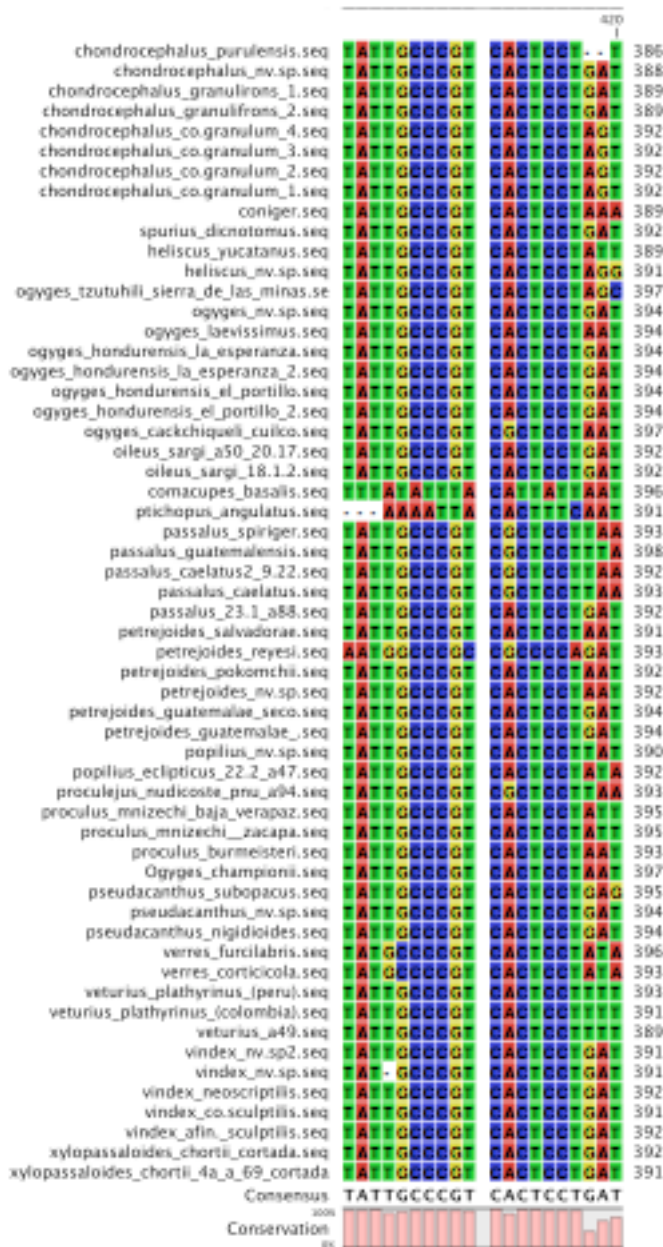 420
chondrocephalus_purulensis.seq TATTGCCCGT CACTCCT--T 386
chondrocephalus_nv.sp.seq TATTGCCCGT CACTCCTGAT 388
chondrocephalus_granulirons_1.seq TATTGCCCGT CACTCCTGAT 389
chondrocephalus_granulifrons_2.seq TATTGCCCGT CACTCCTGAT 389
chondrocephalus_co.granulum_4.seq TATTGCCCGT CACTCCTAGT 392
chondrocephalus_co.granulum_3.seq TATTGCCCGT CACTCCTAGT 392
chondrocephalus_co.granulum_2.seq TATTGCCCGT CACTCCTAGT 392
chondrocephalus_co.granulum_1.seq TATTGCCCGT CACTCCTAGT 392
coniger.seq TATTGCCCGT CACTCCTAAA 389
spurius_dicnotomus.seq TATTGCCCGT CACTCCTGAT 392
heliscus_yucatanus.seq TATTGCCCGT CACTCCTATT 389
heliscus_nv.sp.seq TATTGCCCGT CACTCCTAGG 391
ogyges_tzutuhili_sierra_de_las_minas.se TATTGCCCGT CACTCCTAGC 397
ogyges_nv.sp.seq TATTGCCCGT CACTCCTGAT 394
ogyges_laevissimus.seq TATTGCCCGT CACTCCTAAT 394
ogyges_hondurensis_la_esperanza.seq TATTGCCCGT CACTCCTGAT 394
ogyges_hondurensis_la_esperanza_2.seq TATTGCCCGT CACTCCTGAT 394
ogyges_hondurensis_el_portillo.seq TATTGCCCGT CACTCCTGAT 394
ogyges_hondurensis_el_portillo_2.seq TATTGCCCGT CACTCCTGAT 394
ogyges_cackchiqueli_cuilco.seq TATTGCCCGT CGCTCCTAAT 397
oileus_sargi_a50_20.17.seq TATTGCCCGT CACTCCTGAT 392
oileus_sargi_18.1.2.seq TATTGCCCGT CACTCCTGAT 392
comacupes_basalis.seq TTTATATTTA CATTATTAAT 396
ptichopus_angulatus.seq ---AAAATTA CACTTTCAAT 391
passalus_spiriger.seq TATTGCCCGT CGCTCCTTAA 393
passalus_guatemalensis.seq TATTGCCCGT CACTCCTTTA 398
passalus_caelatus2_9.22.seq TATTGCCCGT CGCTCCTTAA 392
passalus_caelatus.seq TATTGCCCGT CGCTCCTTAA 393
passalus_23.1_a88.seq TATTGCCCGT CACTCCTGAT 392
petrejoides_salvadorae.seq TATTGCCCGT CACTCCTAAT 391
petrejoides_reyesi.seq AATGGCCCGC CGCCCCAGAT 393
petrejoides_pokomchii.seq TATTGCCCGT CACTCCTAAT 392
petrejoides_nv.sp.seq TATTGCCCGT CACTCCTAAT 392
petrejoides_guatemalae_seco.seq TATTGCCCGT CACTCCTGAT 394
petrejoides_guatemalae_.seq TATTGCCCGT CACTCCTGAT 394
popilius_nv.sp.seq TATTGCCCGT CACTCCTTAT 390
popilius_eclipticus_22.2_a47.seq TATTGCCCGT CACTCCTATA 392
proculejus_nudicoste_pnu_a94.seq TATTGCCCGT CGCTCCTTAA 393
proculus_mnizechi_baja_verapaz.seq TATTGCCCGT CACTCCTATT 395
proculus_mnizechi__zacapa.seq TATTGCCCGT CACTCCTATT 395
proculus_burmeisteri.seq TATTGCCCGT CACTCCTAAT 393
Ogyges_championii.seq TATTGCCCGT CACTCCTAAT 397
pseudacanthus_subopacus.seq TATTGCCCGT CACTCCTGAG 395
pseudacanthus_nv.sp.seq TATTGCCCGT CACTCCTGAT 394
pseudacanthus_nigidioides.seq TATTGCCCGT CACTCCTGAT 394
verres_furcilabris.seq TATGCCCCGT CACTCCTATA 396
verres_corticicola.seq TATGCCCCGT CACTCCTATA 393
veturius_plathyrinus_(peru).seq TATTGCCCGT CACTCCTTTT 393
veturius_plathyrinus_(colombia).seq TATTGCCCGT CACTCCTTTT 391
veturius_a49.seq TATTGCCCGT CACTCCTTTT 389
vindex_nv.sp2.seq TATTGCCCGT CACTCCTGAT 391
vindex_nv.sp.seq TAT-GCCCGT CACTCCTGAT 391
vindex_neoscriptilis.seq TATTGCCCGT CACTCCTGAT 392
vindex_co.sculptilis.seq TATTGCCCGT CACTCCTGAT 391
vindex_afin._sculptilis.seq TATTGCCCGT CACTCCTGAT 392
xylopassaloides_chortii_cortada.seq TATTGCCCGT CACTCCTGAT 392
xylopassaloides_chortii_4a_a_69_cortada TATTGCCCGT CACTCCTGAT 391
Consensus TATTGCCCGT CACTCCTGAT
100%
Conservation
0%